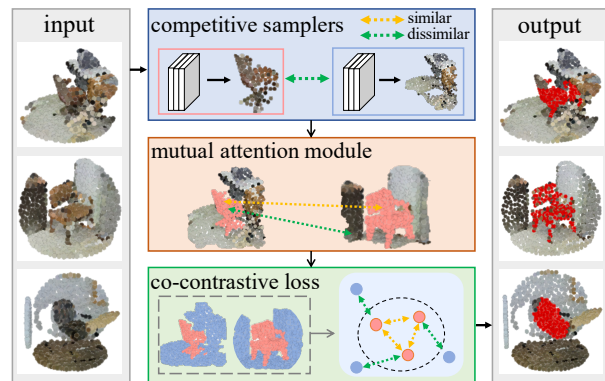 input
competitive samplers
similar
dissimilar
output
mutual attention module
co-contrastive loss